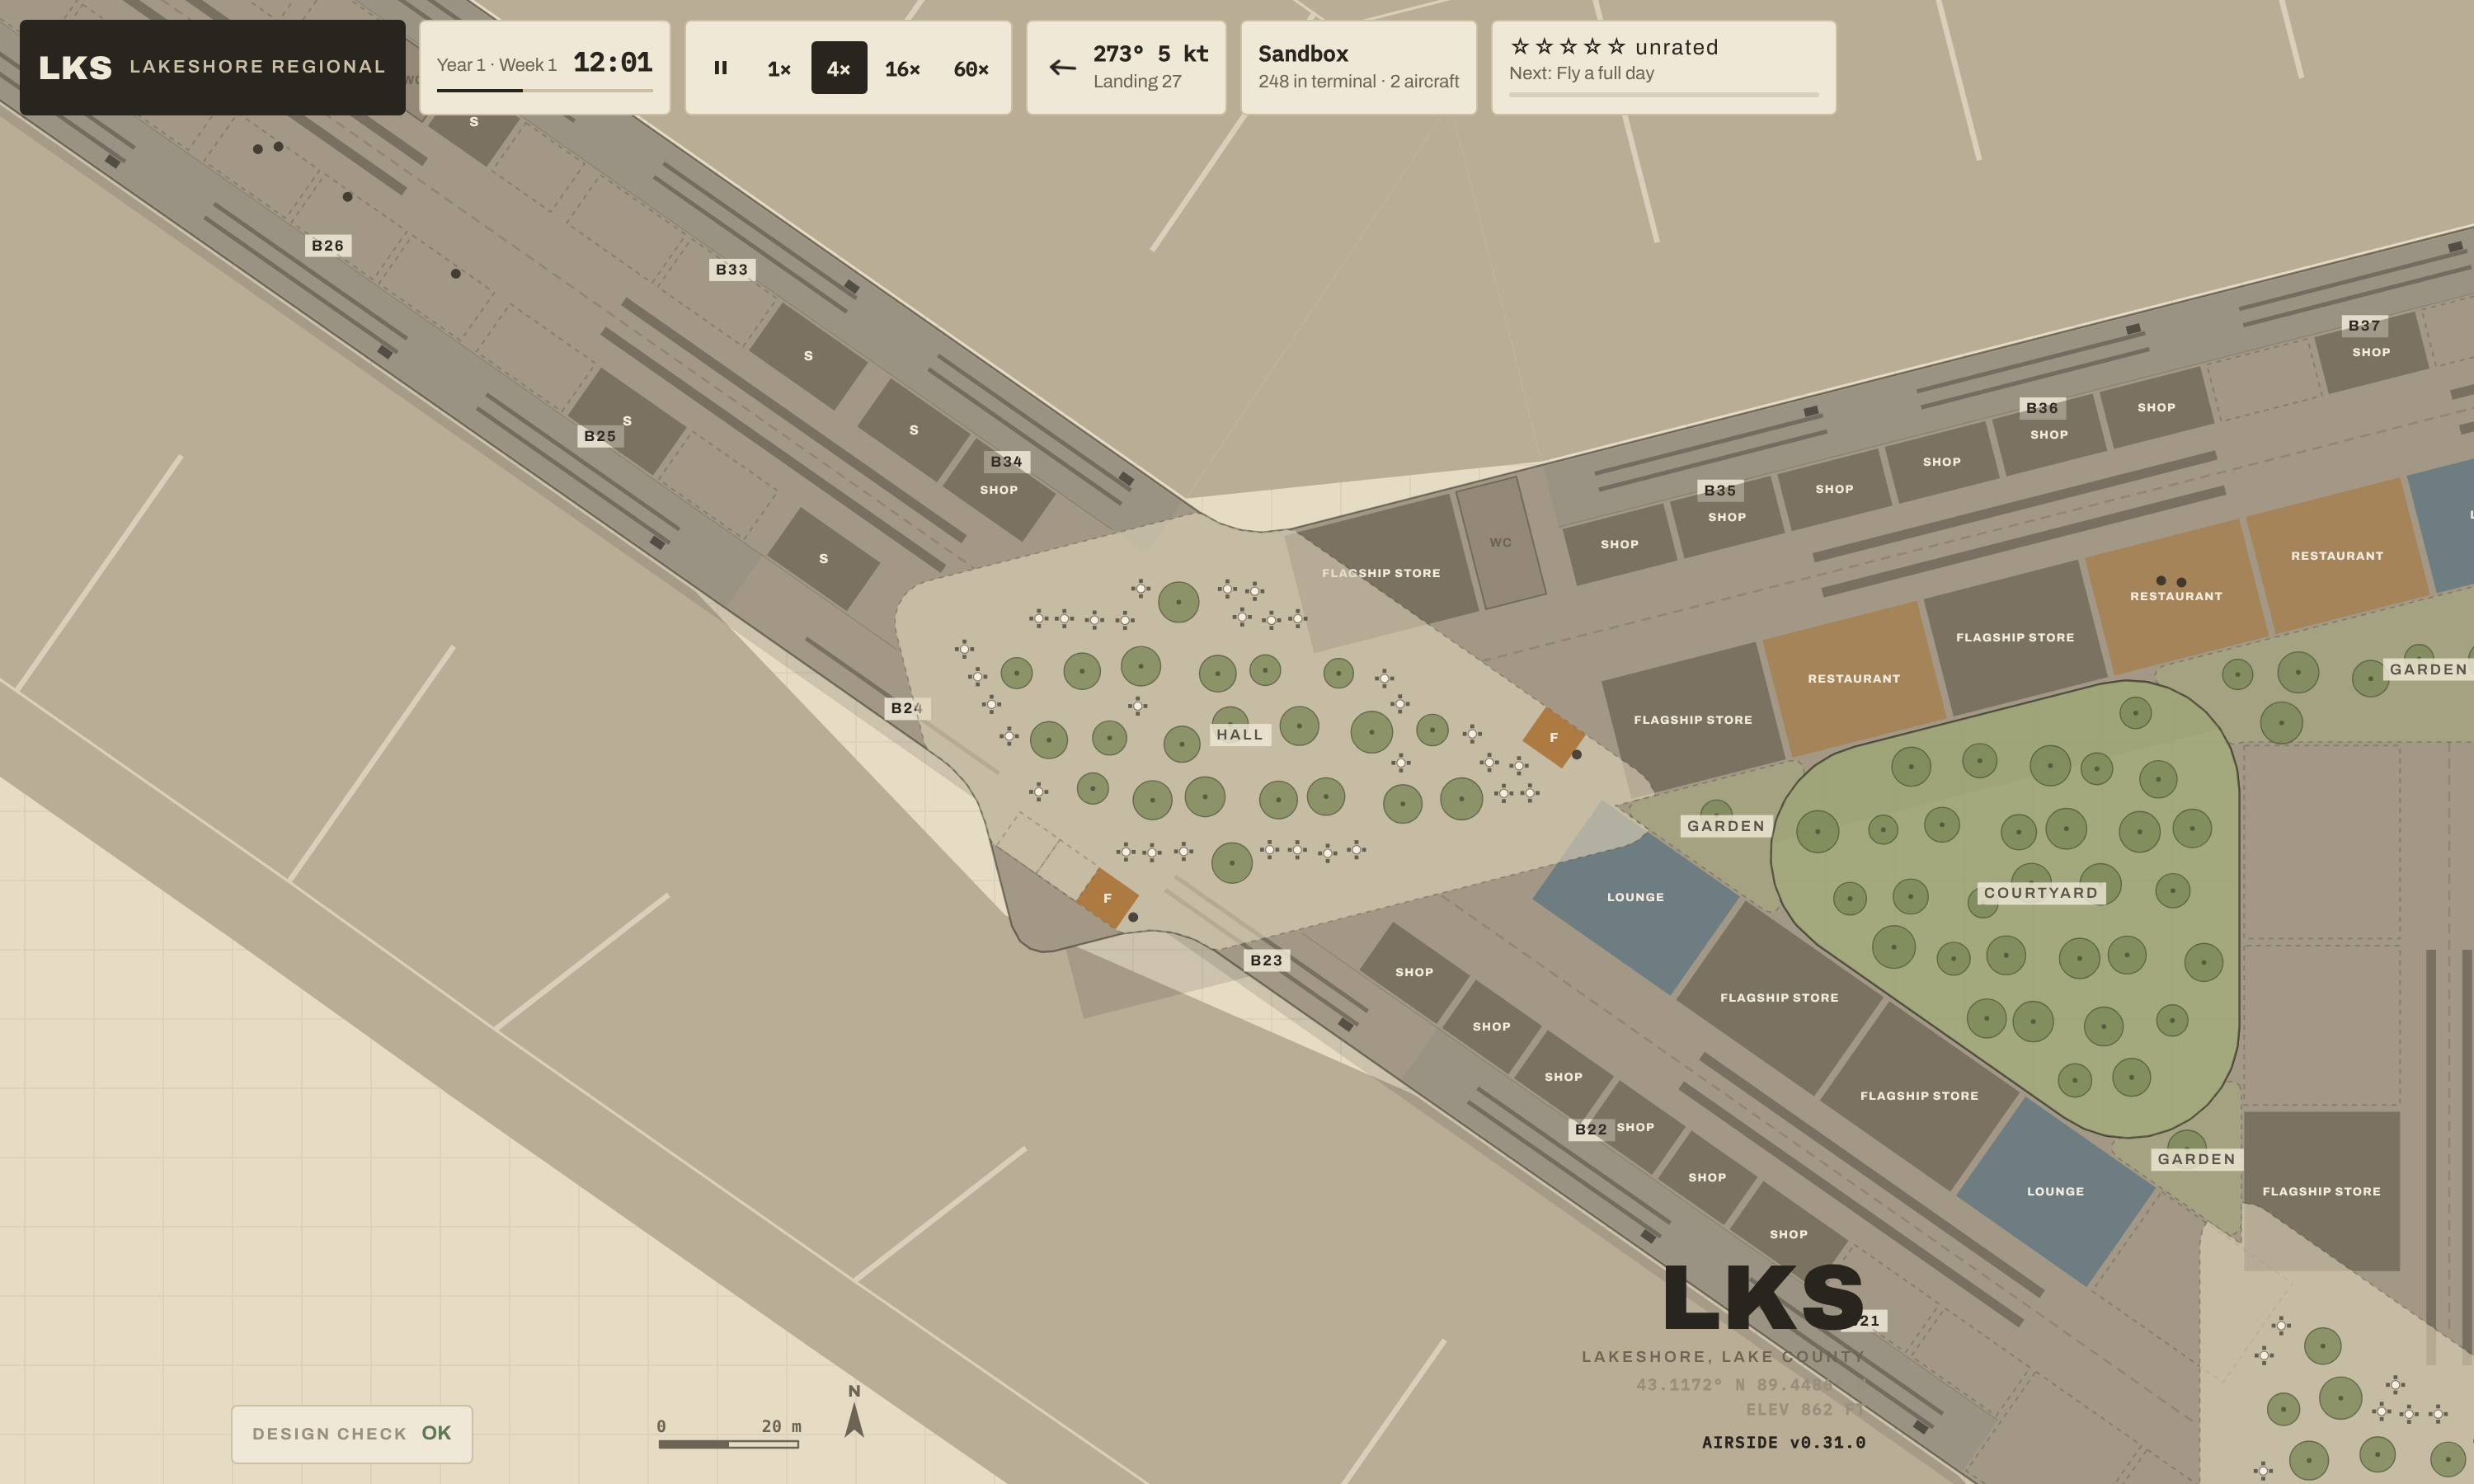 LKS LAKESHORE REGIONAL
Year 1 · Week 1 12:01
1× 4× 16× 60×
273° 5 kt
Landing 27
Sandbox
248 in terminal · 2 aircraft
☆☆☆☆☆ unrated
Next: Fly a full day
S
B26
B33
B37
SHOP
S
B36
SHOP
SHOP
S
B25
S
B34
SHOP
SHOP
SHOP
B35
SHOP
SHOP
S
FLAGSHIP STORE
WC
RESTAURANT
RESTAURANT
FLAGSHIP STORE
GARDEN
RESTAURANT
B24
HALL
F
FLAGSHIP STORE
GARDEN
COURTYARD
F
LOUNGE
B23
SHOP
FLAGSHIP STORE
SHOP
SHOP
FLAGSHIP STORE
B22
SHOP
GARDEN
SHOP
LOUNGE
FLAGSHIP STORE
SHOP
LKS
21
LAKESHORE, LAKE COUNTY
43.1172° N
ELEV 862 FT
AIRSIDE v0.31.0
DESIGN CHECK OK
0 20 m
N